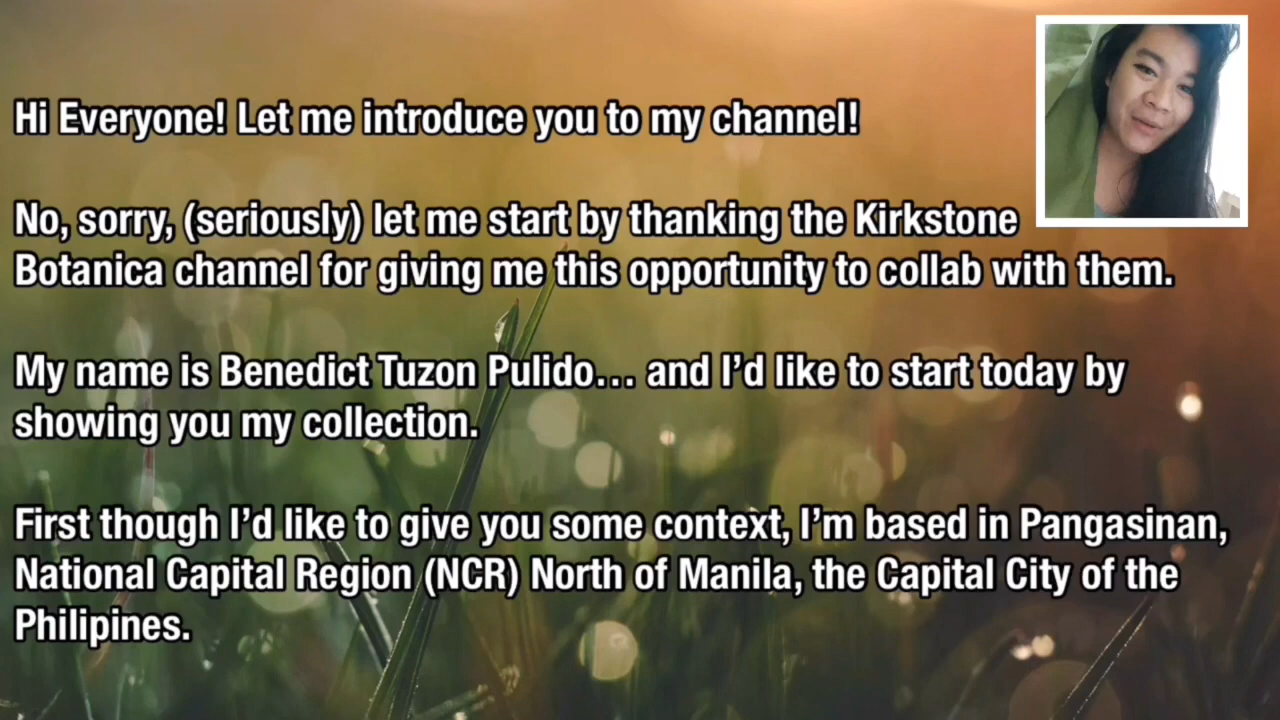 Hi Everyone! Let me introduce you to my channel!
No, sorry, (seriously) let me start by thanking the Kirkstone
Botanica channel for giving me this opportunity to collab with them.
My name is Benedict Tuzon Pulido… and I’d like to start today by
showing you my collection.
First though I’d like to give you some context, I’m based in Pangasinan,
National Capital Region (NCR) North of Manila, the Capital City of the
Philipines.